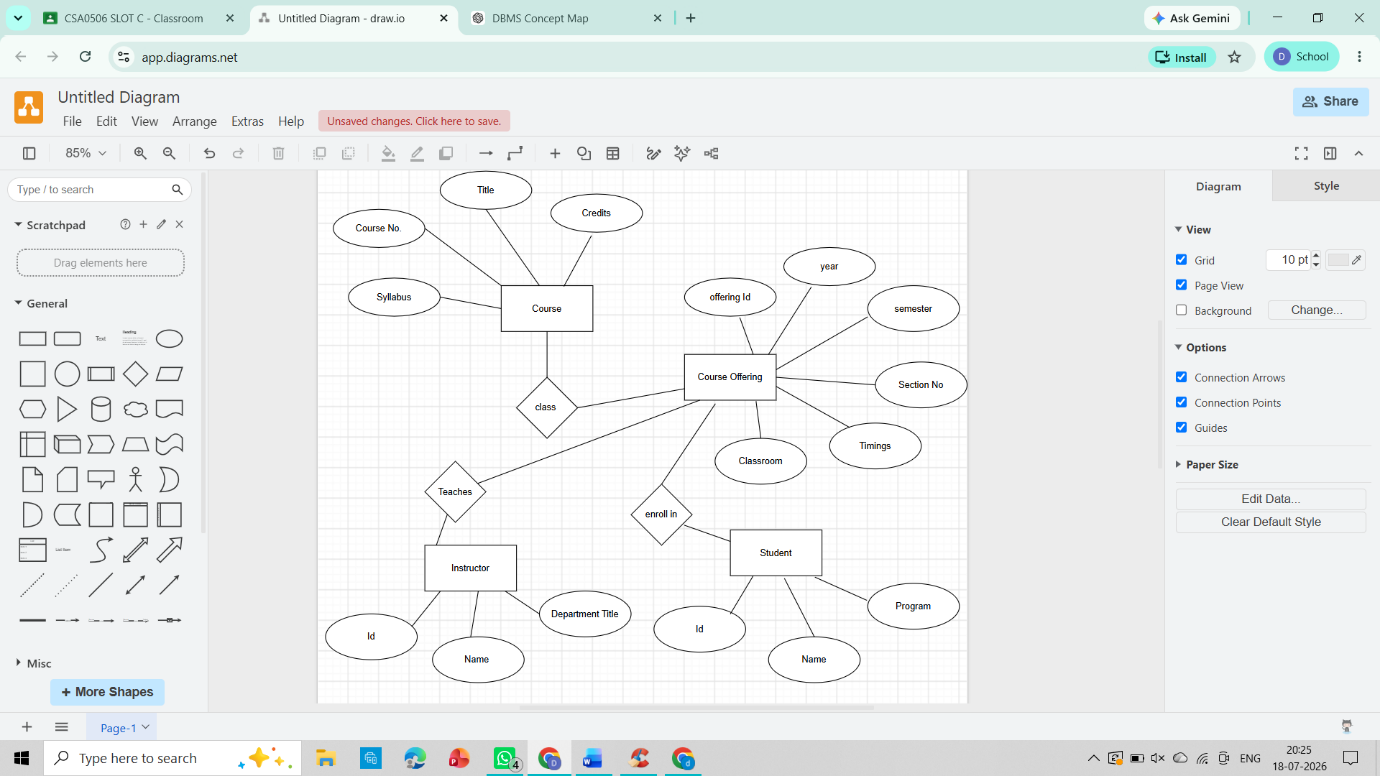 CSA0506 SLOT C - Classroom
Untitled Diagram - draw.io
DBMS Concept Map
Ask Gemini
app.diagrams.net
Install
D
School
Untitled Diagram
File Edit View Arrange Extras Help
Unsaved changes. Click here to save.
Share
85%
Type / to search
Scratchpad
Drag elements here
General
Text
Heading
List Item
Misc
+ More Shapes
Title
Credits
Course No.
Syllabus
Course
year
offering Id
semester
Course Offering
Section No
class
Timings
Classroom
Teaches
enroll in
Student
Instructor
Department Title
Program
Id
Id
Name
Name
Diagram
Style
View
Grid
10 pt
Page View
Background
Change...
Options
Connection Arrows
Connection Points
Guides
Paper Size
Edit Data...
Clear Default Style
Page-1
Type here to search
4
ENG
20:25
18-07-2026